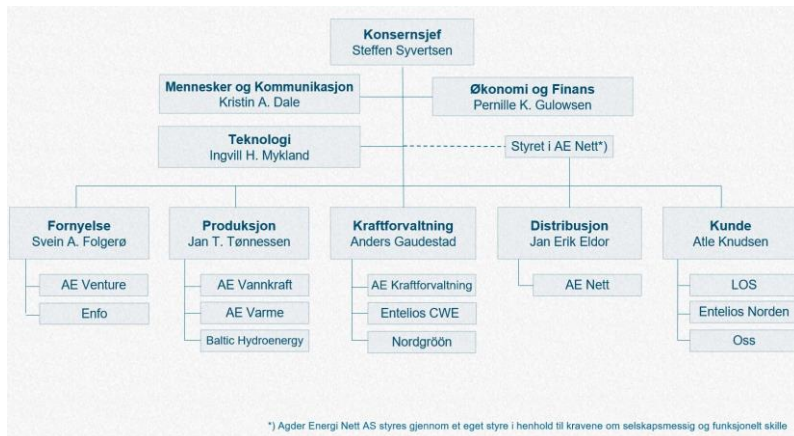 Konsernsjef
Steffen Syvertsen
Mennesker og Kommunikasjon
Kristin A. Dale
Økonomi og Finans
Pernille K. Gulowsen
Teknologi
Ingvill H. Mykland
Styret i AE Nett*)
Fornyelse
Svein A. Folgerø
Produksjon
Jan T. Tønnessen
Kraftforvaltning
Anders Gaudestad
Distribusjon
Jan Erik Eldor
Kunde
Atle Knudsen
AE Venture
Enfo
AE Vannkraft
AE Varme
Baltic Hydroenergy
AE Kraftforvaltning
Entelios CWE
Nordgröön
AE Nett
LOS
Entelios Norden
Oss
*) Agder Energi Nett AS styres gjennom et eget styre i henhold til kravene om selskapsmessig og funksjonelt skille